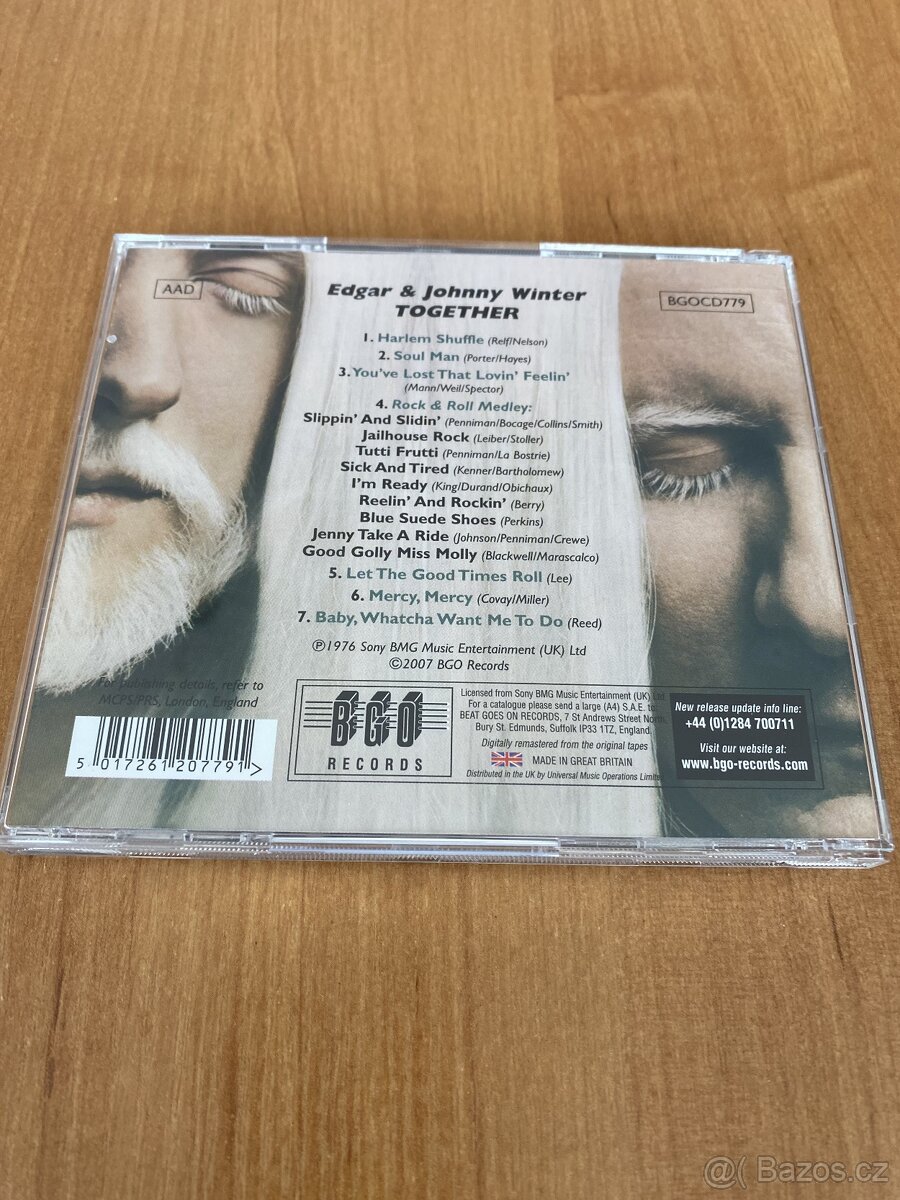 AAD
Edgar & Johnny Winter
TOGETHER
BGOCD779
1. Harlem Shuffle (Relf/Nelson)
2. Soul Man (Porter/Hayes)
3. You've Lost That Lovin' Feelin'
(Mann/Weil/Spector)
4. Rock & Roll Medley:
Slippin' And Slidin' (Penniman/Bocage/Collins/Smith)
Jailhouse Rock (Leiber/Stoller)
Tutti Frutti (Penniman/La Bostrie)
Sick And Tired (Kenner/Bartholomew)
I'm Ready (King/Durand/Obichaux)
Reelin' And Rockin' (Berry)
Blue Suede Shoes (Perkins)
Jenny Take A Ride (Johnson/Penniman/Crewe)
Good Golly Miss Molly (Blackwell/Marascalco)
5. Let The Good Times Roll (Lee)
6. Mercy, Mercy (Covay/Miller)
7. Baby, Whatcha Want Me To Do (Reed)
℗1976 Sony BMG Music Entertainment (UK) Ltd
©2007 BGO Records
For publishing details, refer to
MCPS/PRS, London, England
5 017261 207791 >
BGO
RECORDS
Licensed from Sony BMG Music Entertainment (UK) Ltd.
For a catalogue please send a large (A4) S.A.E. to
BEAT GOES ON RECORDS, 7 St Andrews Street North,
Bury St. Edmunds, Suffolk IP33 1TZ, England.
Digitally remastered from the original tapes
MADE IN GREAT BRITAIN
Distributed in the UK by Universal Music Operations
New release update info line:
+44 (0)1284 700711
Visit our website at:
www.bgo-records.com
@( Bazos.cz